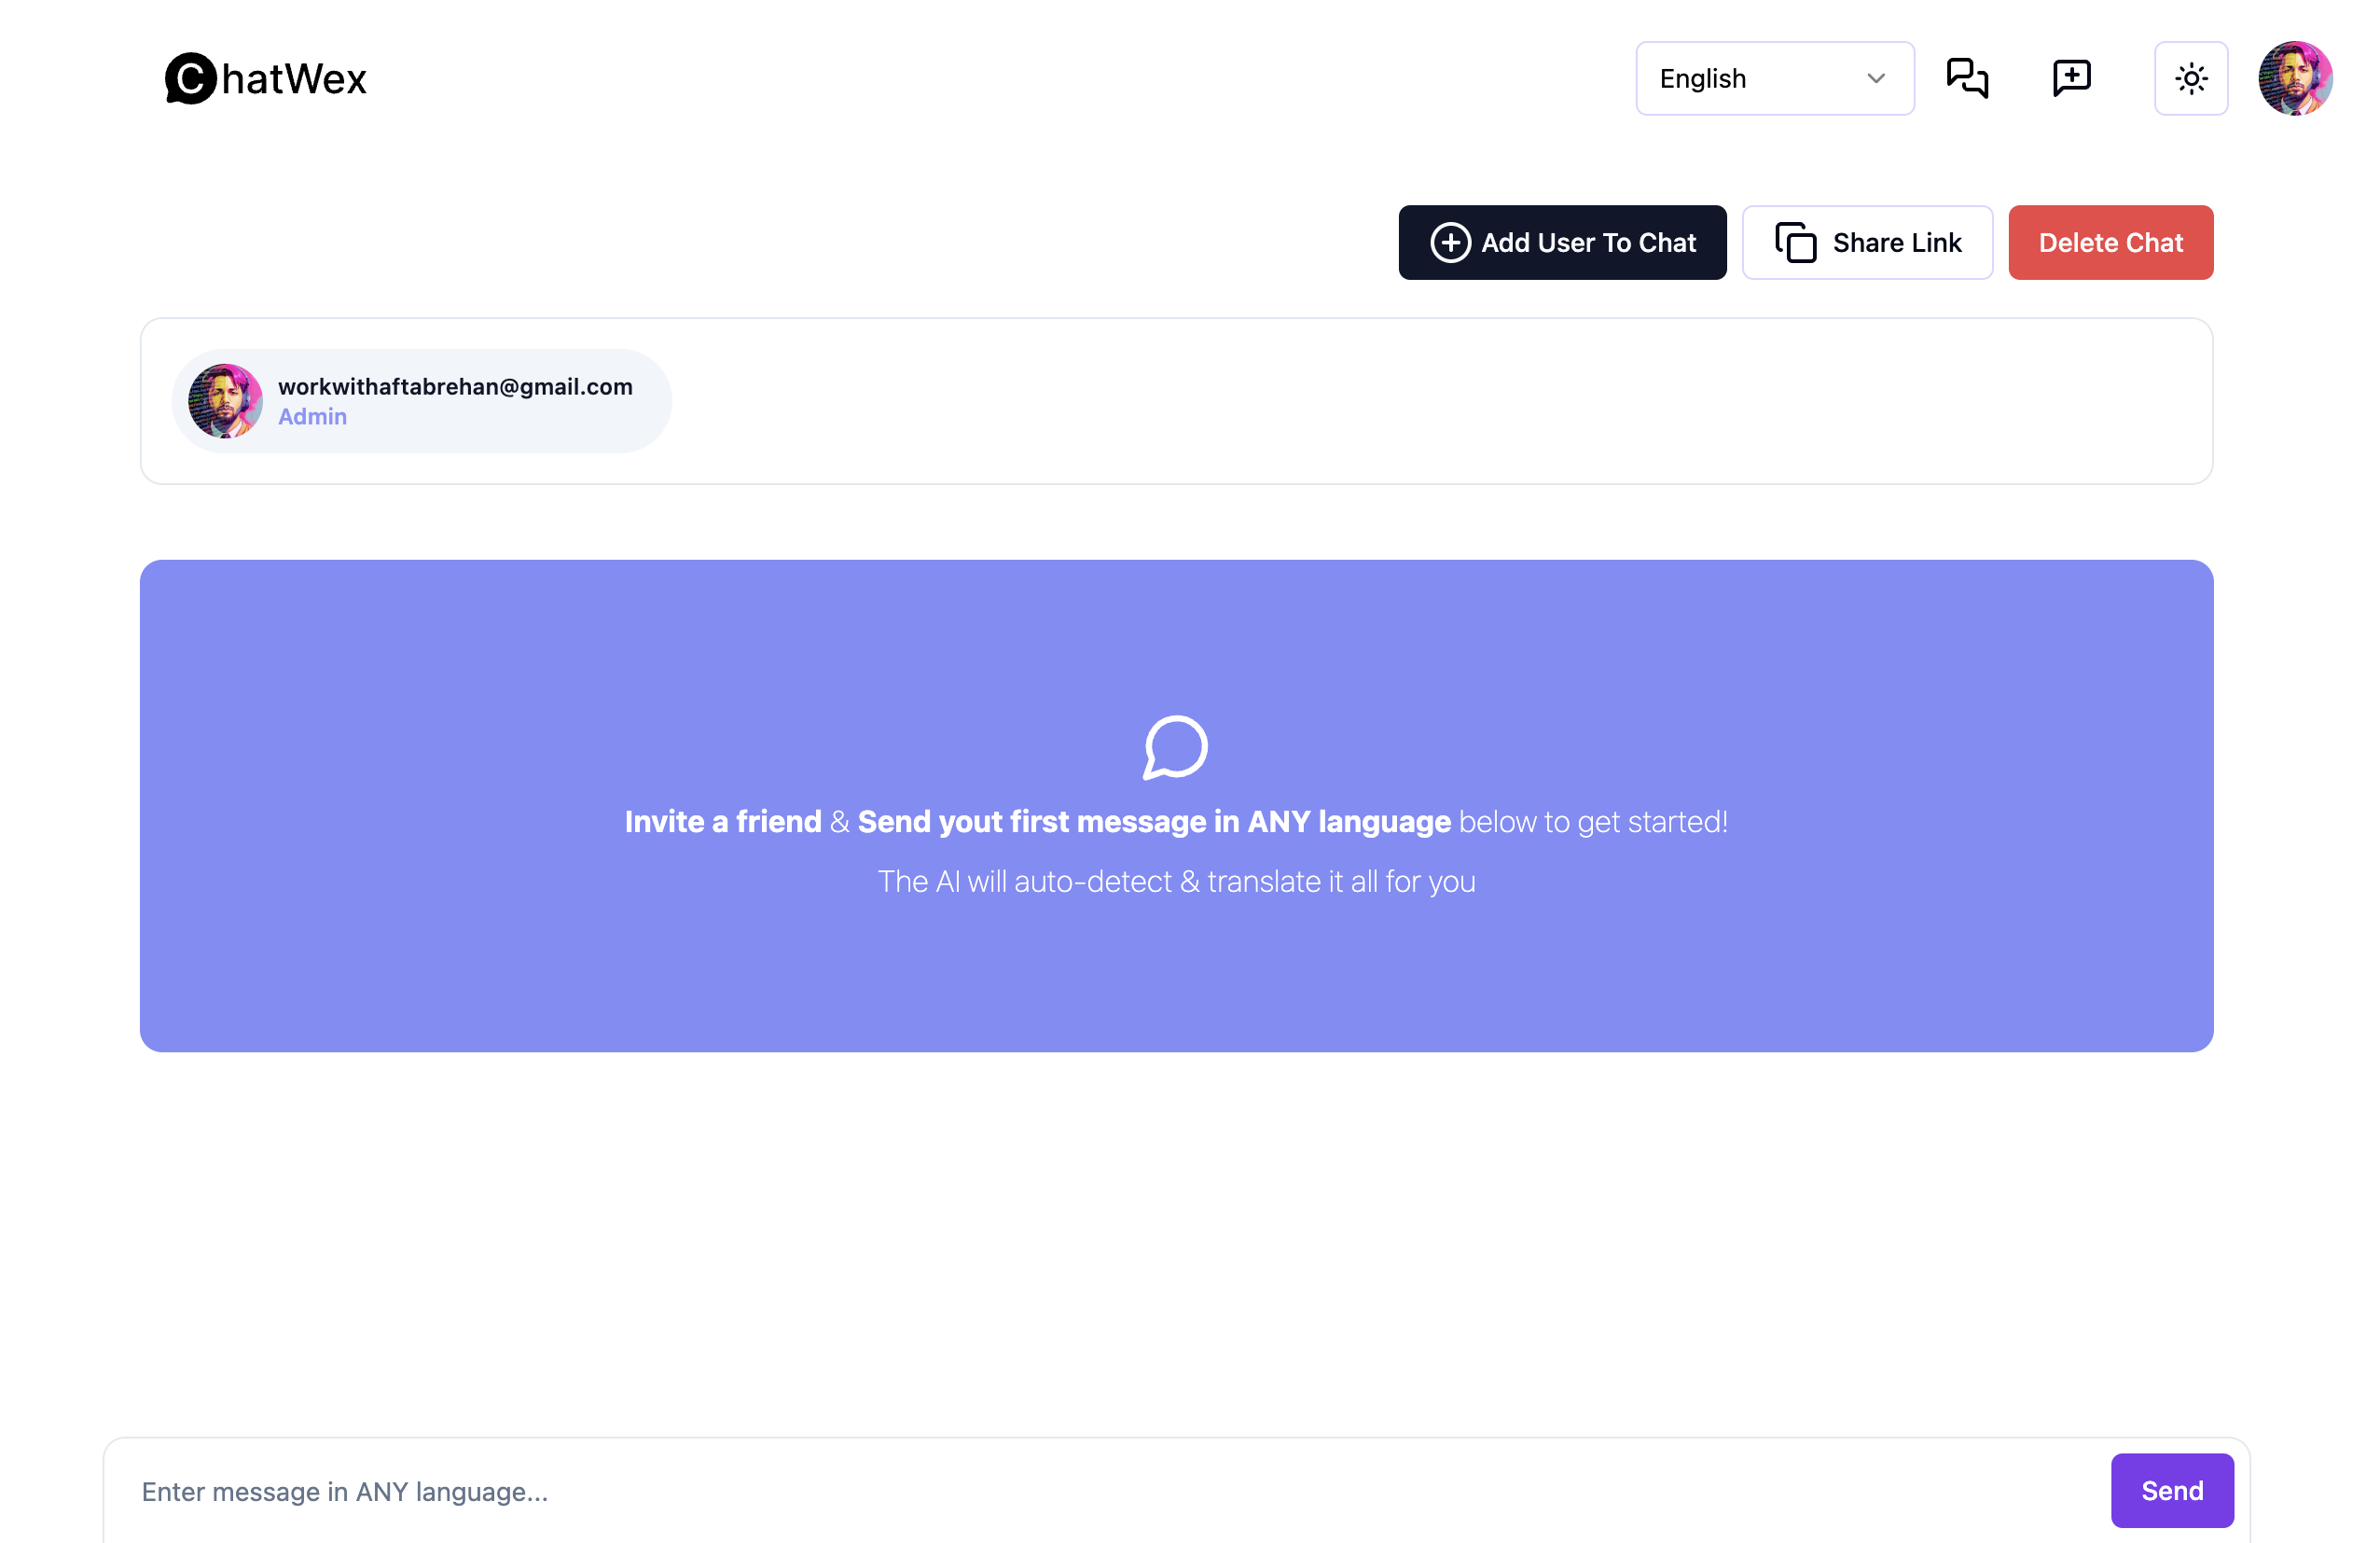 ChatWex
English
Add User To Chat
Share Link
Delete Chat
workwithaftabrehan@gmail.com
Admin
Invite a friend & Send yout first message in ANY language below to get started!
The AI will auto-detect & translate it all for you
Enter message in ANY language...
Send